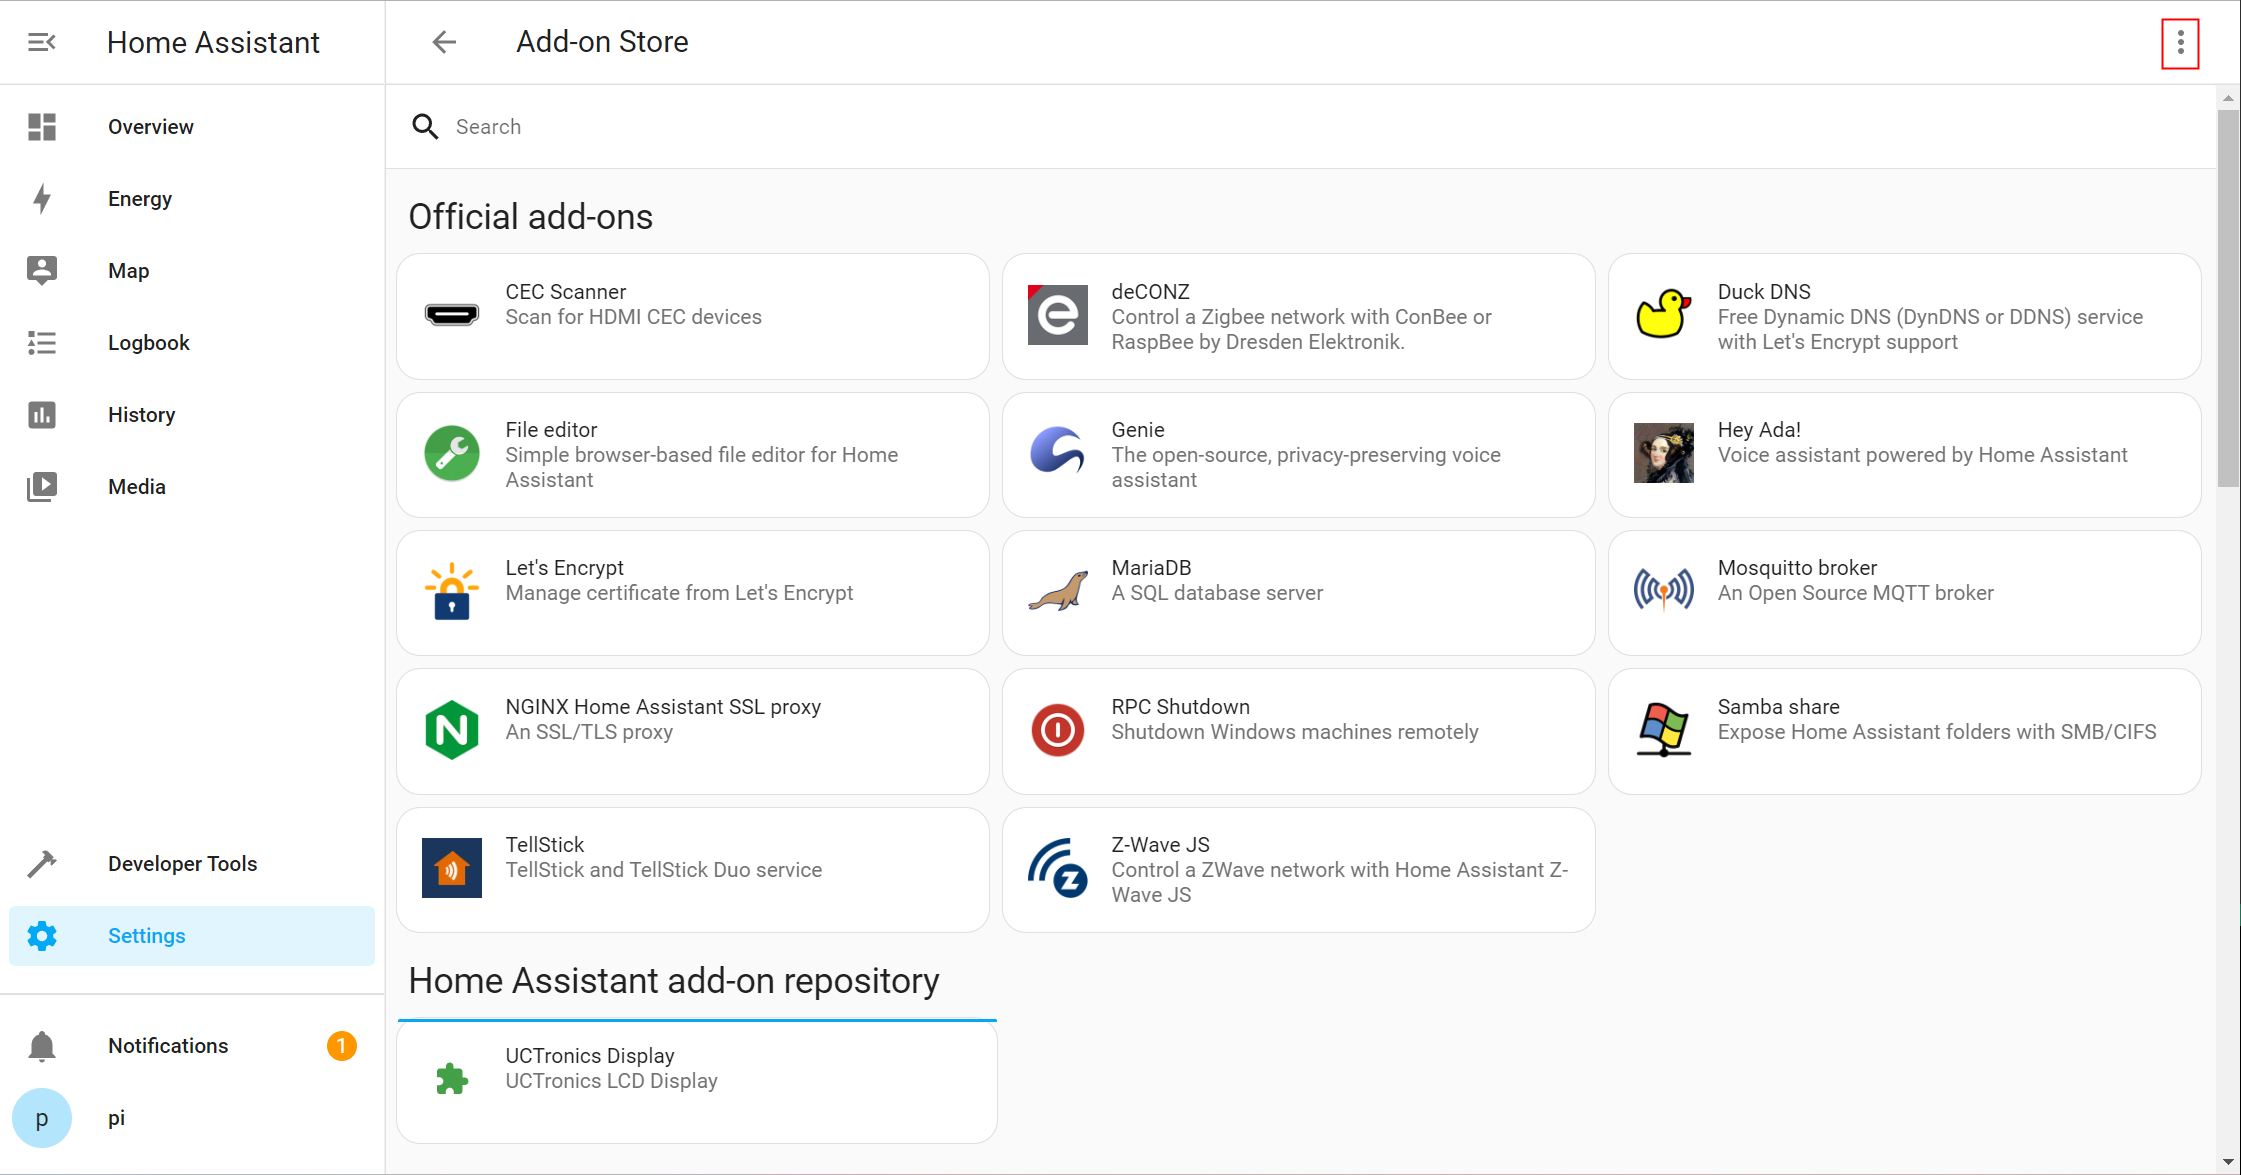 Home Assistant
Add-on Store
Overview
Energy
Map
Logbook
History
Media
Developer Tools
Settings
Notifications
1
p
pi
Search
Official add-ons
CEC Scanner
Scan for HDMI CEC devices
deCONZ
Control a Zigbee network with ConBee or
RaspBee by Dresden Elektronik.
Duck DNS
Free Dynamic DNS (DynDNS or DDNS) service
with Let's Encrypt support
File editor
Simple browser-based file editor for Home
Assistant
Genie
The open-source, privacy-preserving voice
assistant
Hey Ada!
Voice assistant powered by Home Assistant
Let's Encrypt
Manage certificate from Let's Encrypt
MariaDB
A SQL database server
Mosquitto broker
An Open Source MQTT broker
NGINX Home Assistant SSL proxy
An SSL/TLS proxy
RPC Shutdown
Shutdown Windows machines remotely
Samba share
Expose Home Assistant folders with SMB/CIFS
TellStick
TellStick and TellStick Duo service
Z-Wave JS
Control a ZWave network with Home Assistant Z-
Wave JS
Home Assistant add-on repository
UCTronics Display
UCTronics LCD Display